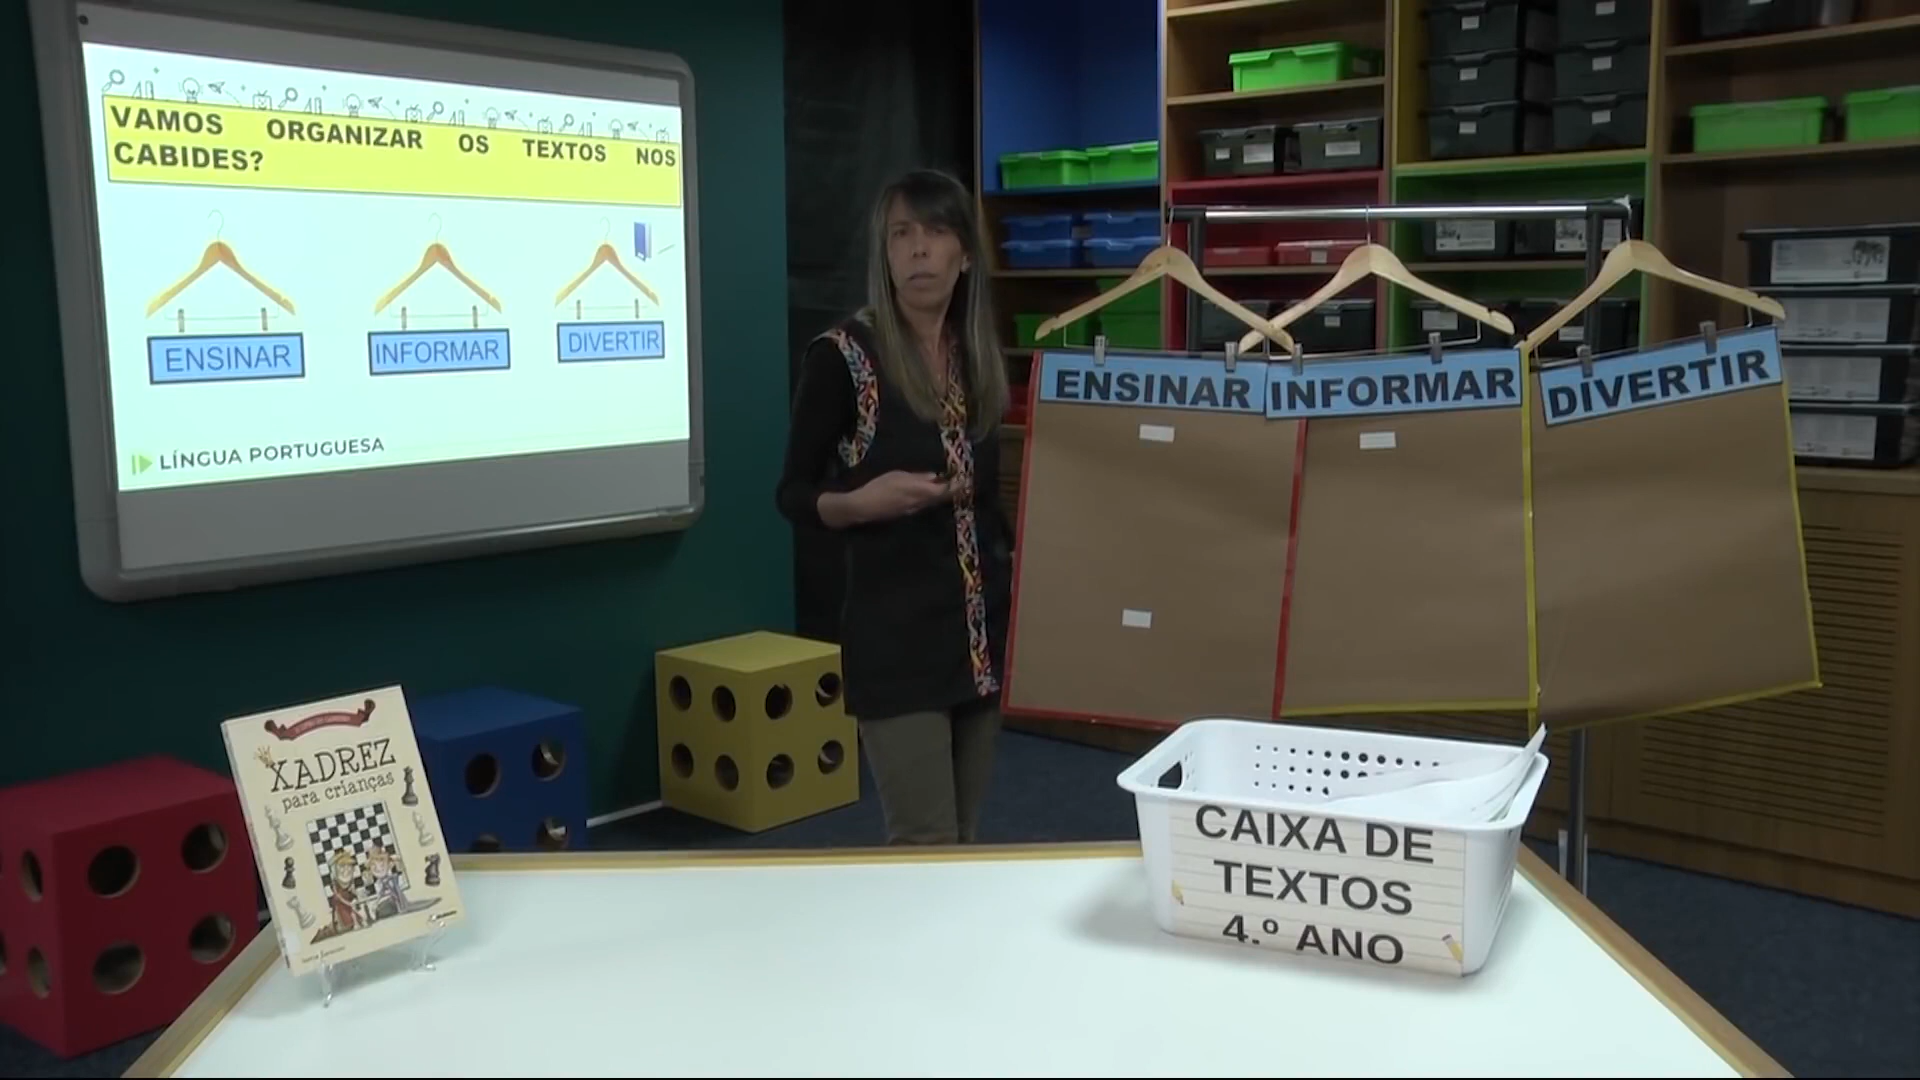 VAMOS ORGANIZAR OS TEXTOS NOS
CABIDES?
ENSINAR
INFORMAR
DIVERTIR
LÍNGUA PORTUGUESA
ENSINAR
INFORMAR
DIVERTIR
XADREZ
para crianças
CAIXA DE
TEXTOS
4.º ANO